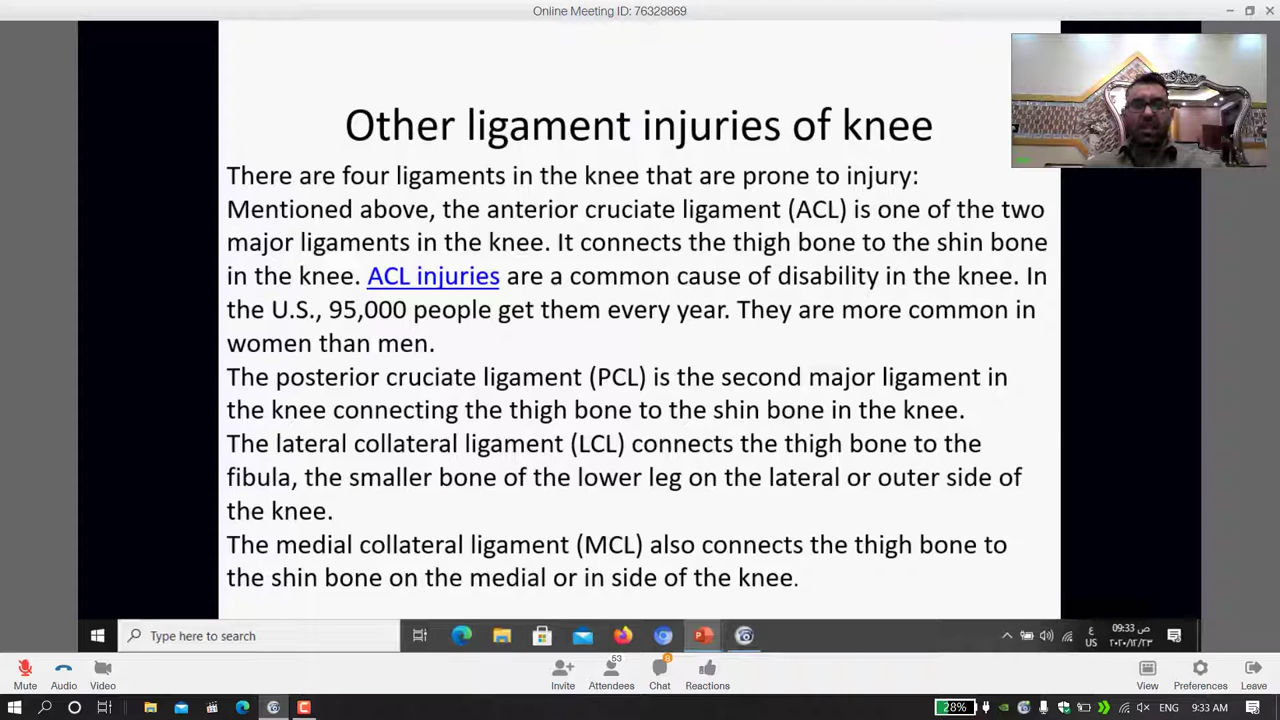 Online Meeting ID: 76328869
Other ligament injuries of knee
There are four ligaments in the knee that are prone to injury:
Mentioned above, the anterior cruciate ligament (ACL) is one of the two
major ligaments in the knee. It connects the thigh bone to the shin bone
in the knee. ACL injuries are a common cause of disability in the knee. In
the U.S., 95,000 people get them every year. They are more common in
women than men.
The posterior cruciate ligament (PCL) is the second major ligament in
the knee connecting the thigh bone to the shin bone in the knee.
The lateral collateral ligament (LCL) connects the thigh bone to the
fibula, the smaller bone of the lower leg on the lateral or outer side of
the knee.
The medial collateral ligament (MCL) also connects the thigh bone to
the shin bone on the medial or in side of the knee.
Type here to search
ع
US
09:33 ص
٢٠٢٠/١٢/٢٣
53
8
Mute Audio Video Invite Attendees Chat Reactions View Preferences Leave
28% ENG 9:33 AM